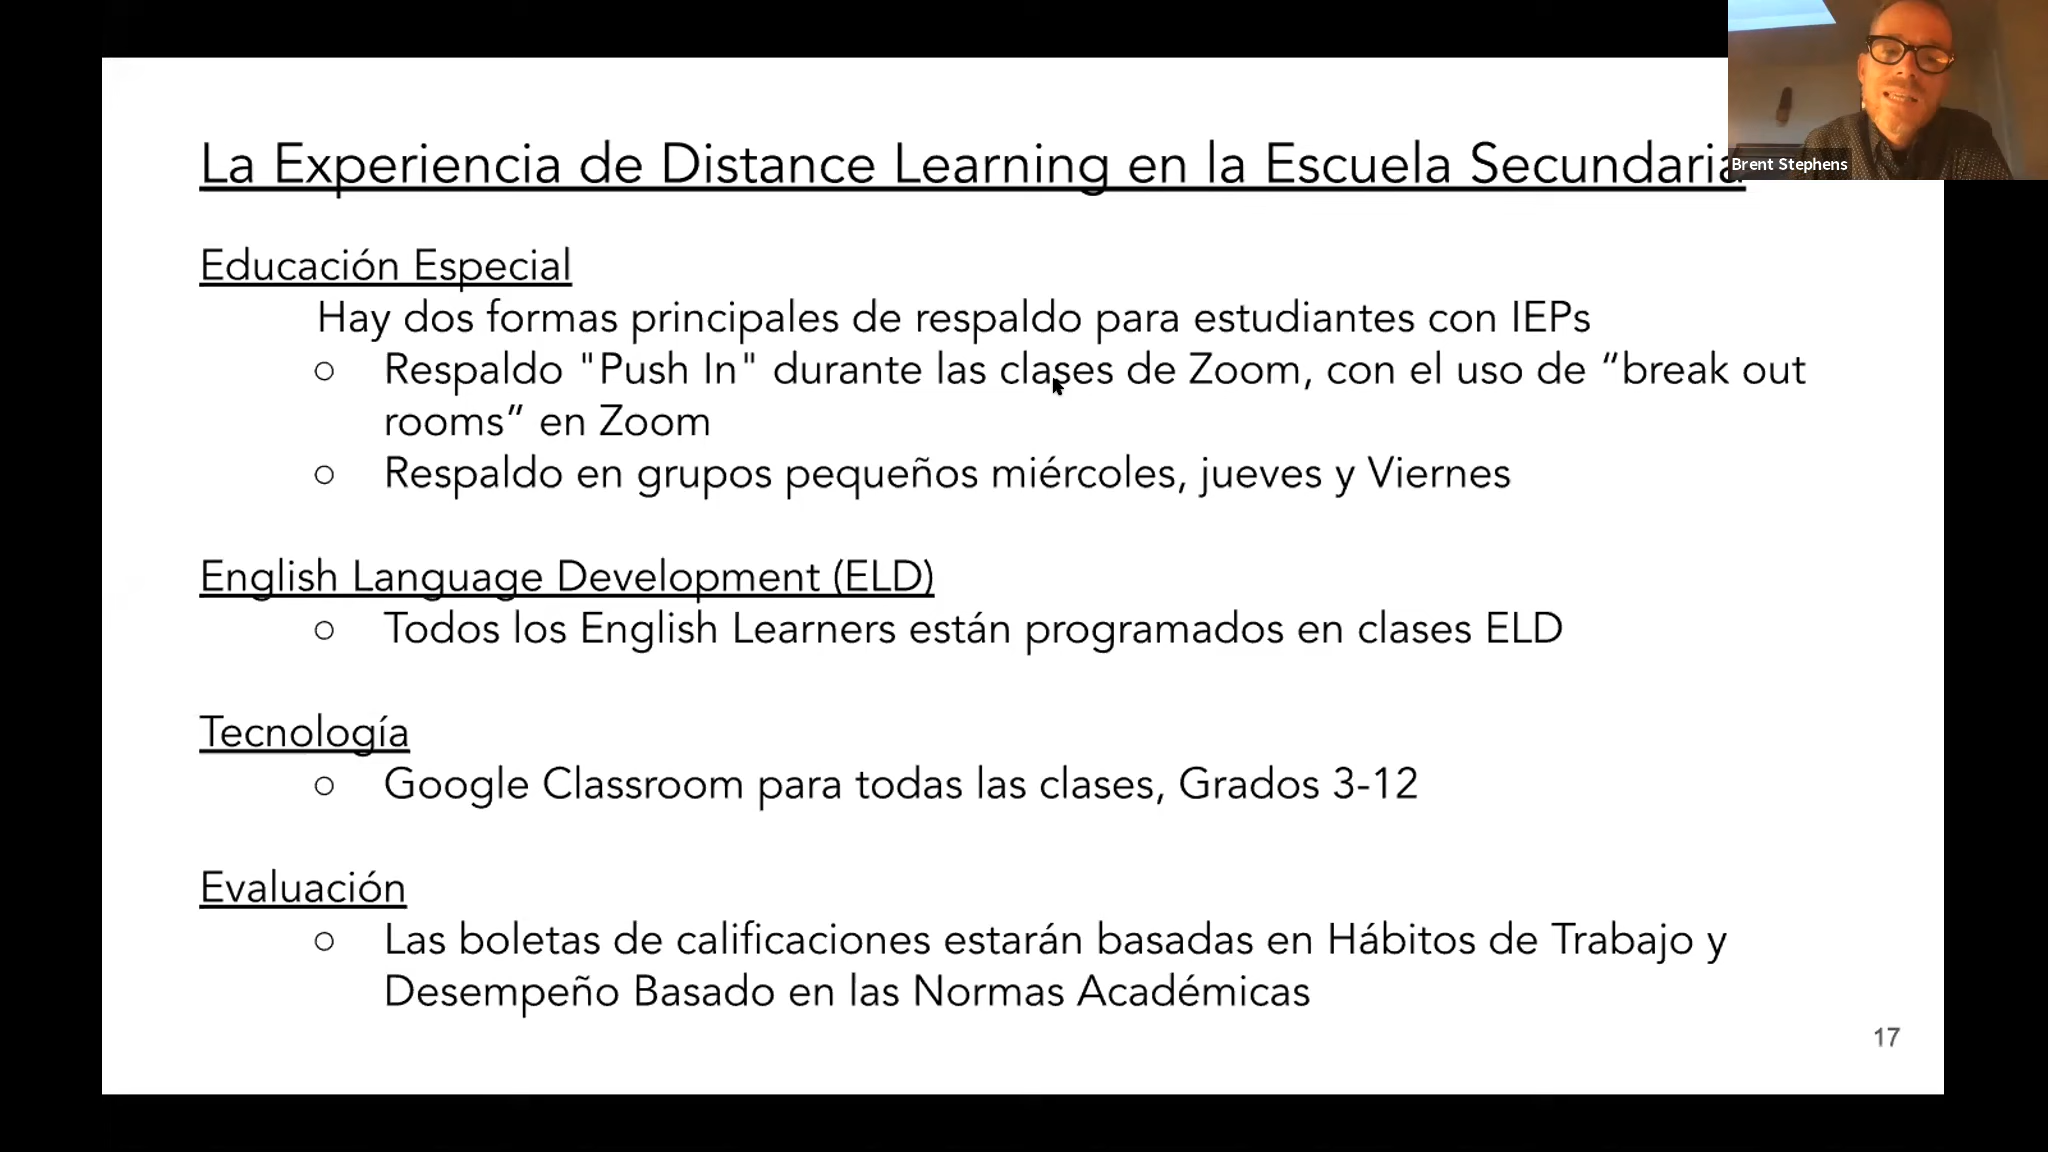 La Experiencia de Distance Learning en la Escuela Secundaria
Brent Stephens
Educación Especial
Hay dos formas principales de respaldo para estudiantes con IEPs
○ Respaldo "Push In" durante las clases de Zoom, con el uso de “break out
rooms” en Zoom
○ Respaldo en grupos pequeños miércoles, jueves y Viernes
English Language Development (ELD)
○ Todos los English Learners están programados en clases ELD
Tecnología
○ Google Classroom para todas las clases, Grados 3-12
Evaluación
○ Las boletas de calificaciones estarán basadas en Hábitos de Trabajo y
Desempeño Basado en las Normas Académicas
17